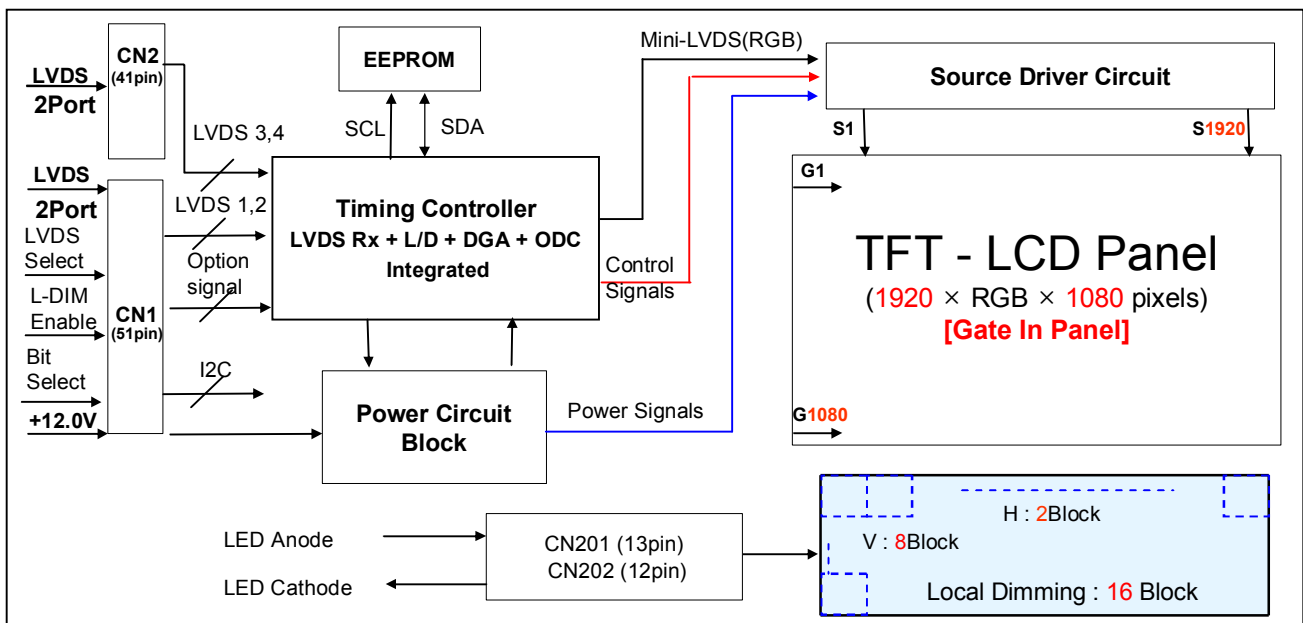 CN2
(41pin)
LVDS
2Port
LVDS 3,4
EEPROM
SCL
SDA
Mini-LVDS(RGB)
Source Driver Circuit
S1
S1920
LVDS
2Port
LVDS
Select
L-DIM
Enable
Bit
Select
+12.0V
CN1
(51pin)
LVDS 1,2
Option
signal
I2C
Timing Controller
LVDS Rx + L/D + DGA + ODC
Integrated
Control
Signals
Power Circuit
Block
Power Signals
G1
TFT - LCD Panel
(1920 × RGB × 1080 pixels)
[Gate In Panel]
G1080
LED Anode
LED Cathode
CN201 (13pin)
CN202 (12pin)
H : 2Block
V : 8Block
Local Dimming : 16 Block